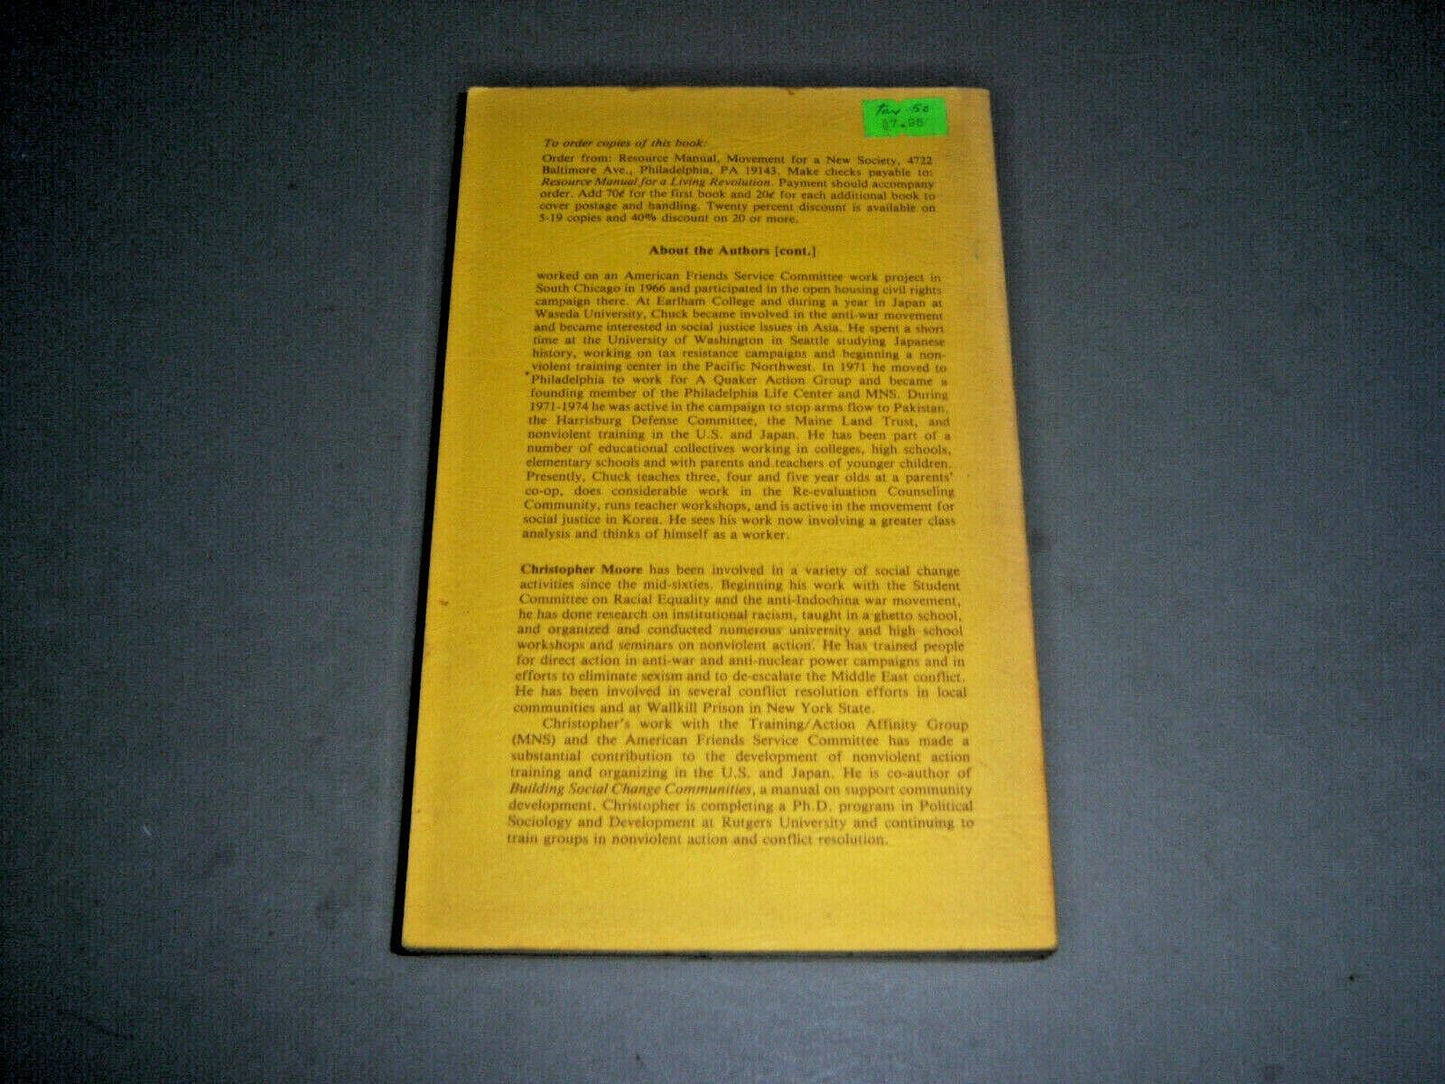 tax .50
$7.95
To order copies of this book:
Order from: Resource Manual, Movement for a New Society, 4722
Baltimore Ave., Philadelphia, PA 19143. Make checks payable to:
Resource Manual for a Living Revolution. Payment should accompany
order. Add 70¢ for the first book and 20¢ for each additional book to
cover postage and handling. Twenty percent discount is available on
5-19 copies and 40% discount on 20 or more.
About the Authors [cont.]
worked on an American Friends Service Committee work project in
South Chicago in 1966 and participated in the open housing civil rights
campaign there. At Earlham College and during a year in Japan at
Waseda University, Chuck became involved in the anti-war movement
and became interested in social justice issues in Asia. He spent a short
time at the University of Washington in Seattle studying Japanese
history, working on tax resistance campaigns and beginning a non-
violent training center in the Pacific Northwest. In 1971 he moved to
Philadelphia to work for A Quaker Action Group and became a
founding member of the Philadelphia Life Center and MNS. During
1971-1974 he was active in the campaign to stop arms flow to Pakistan,
the Harrisburg Defense Committee, the Maine Land Trust, and
nonviolent training in the U.S. and Japan. He has been part of a
number of educational collectives working in colleges, high schools,
elementary schools and with parents and teachers of younger children.
Presently, Chuck teaches three, four and five year olds at a parents'
co-op, does considerable work in the Re-evaluation Counseling
Community, runs teacher workshops, and is active in the movement for
social justice in Korea. He sees his work now involving a greater class
analysis and thinks of himself as a worker.
Christopher Moore has been involved in a variety of social change
activities since the mid-sixties. Beginning his work with the Student
Committee on Racial Equality and the anti-Indochina war movement,
he has done research on institutional racism, taught in a ghetto school,
and organized and conducted numerous university and high school
workshops and seminars on nonviolent action. He has trained people
for direct action in anti-war and anti-nuclear power campaigns and in
efforts to eliminate sexism and to de-escalate the Middle East conflict.
He has been involved in several conflict resolution efforts in local
communities and at Wallkill Prison in New York State.
Christopher's work with the Training/Action Affinity Group
(MNS) and the American Friends Service Committee has made a
substantial contribution to the development of nonviolent action
training and organizing in the U.S. and Japan. He is co-author of
Building Social Change Communities, a manual on support community
development. Christopher is completing a Ph.D. program in Political
Sociology and Development at Rutgers University and continuing to
train groups in nonviolent action and conflict resolution.